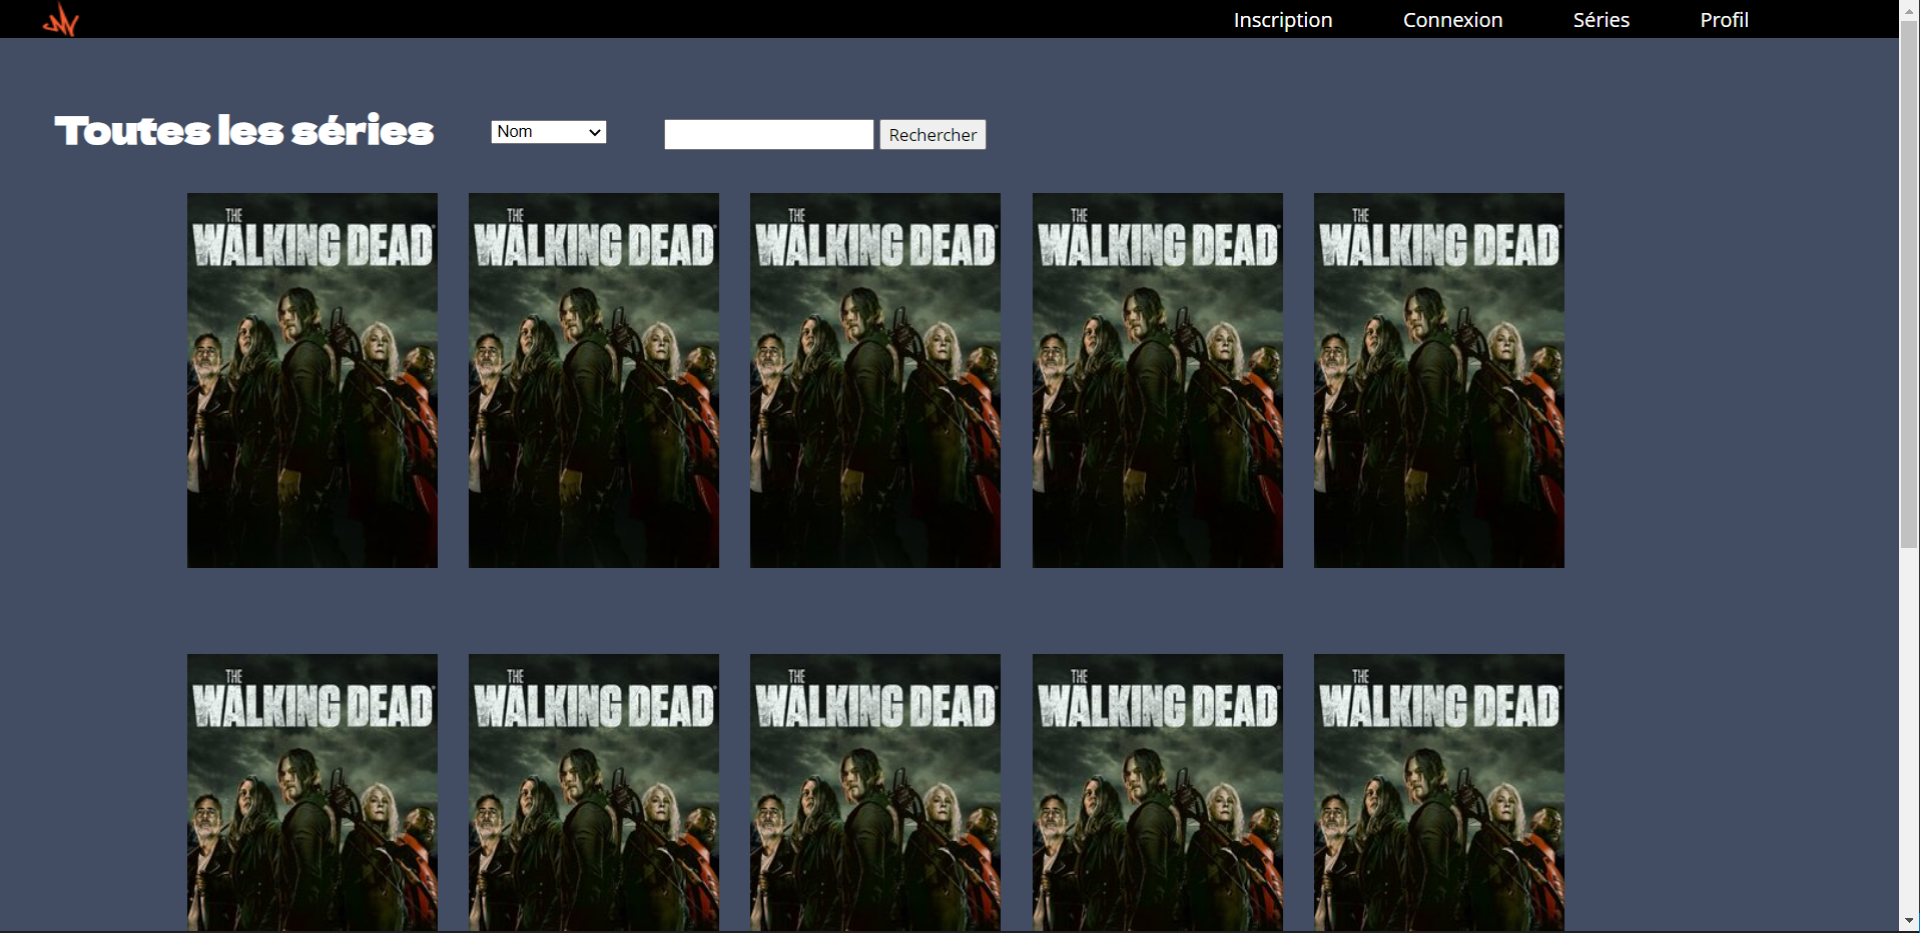 Inscription Connexion Séries Profil
Toutes les séries Nom Rechercher
THE THE THE THE THE
WALKING DEAD WALKING DEAD WALKING DEAD WALKING DEAD WALKING DEAD
THE THE THE THE THE
WALKING DEAD WALKING DEAD WALKING DEAD WALKING DEAD WALKING DEAD